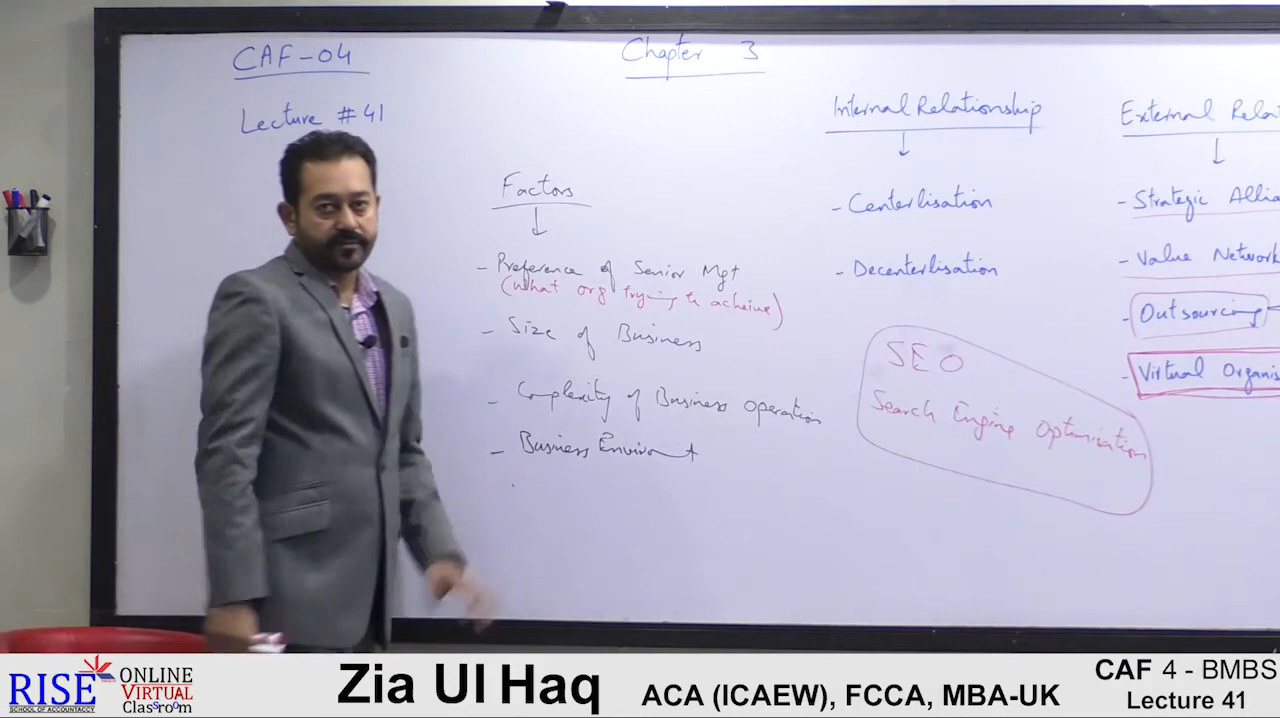 CAF-04
Chapter 3
Lecture #41
Internal Relationship
External Relat
Factors
- Centerlisation
- Decenterlisation
- Strategic Allia
- Value Network
- Outsourcing
- Virtual Organis
- Preference of Senior Mgt
(what org trying to acheive)
- Size of Business
- Complexity of Business Operation
- Business Environt
SEO
Search Engine Optimization
RISE
SCHOOL OF ACCOUNTANCY
ONLINE
VIRTUAL
Classroom
Zia Ul Haq
ACA (ICAEW), FCCA, MBA-UK
CAF 4 - BMBS
Lecture 41